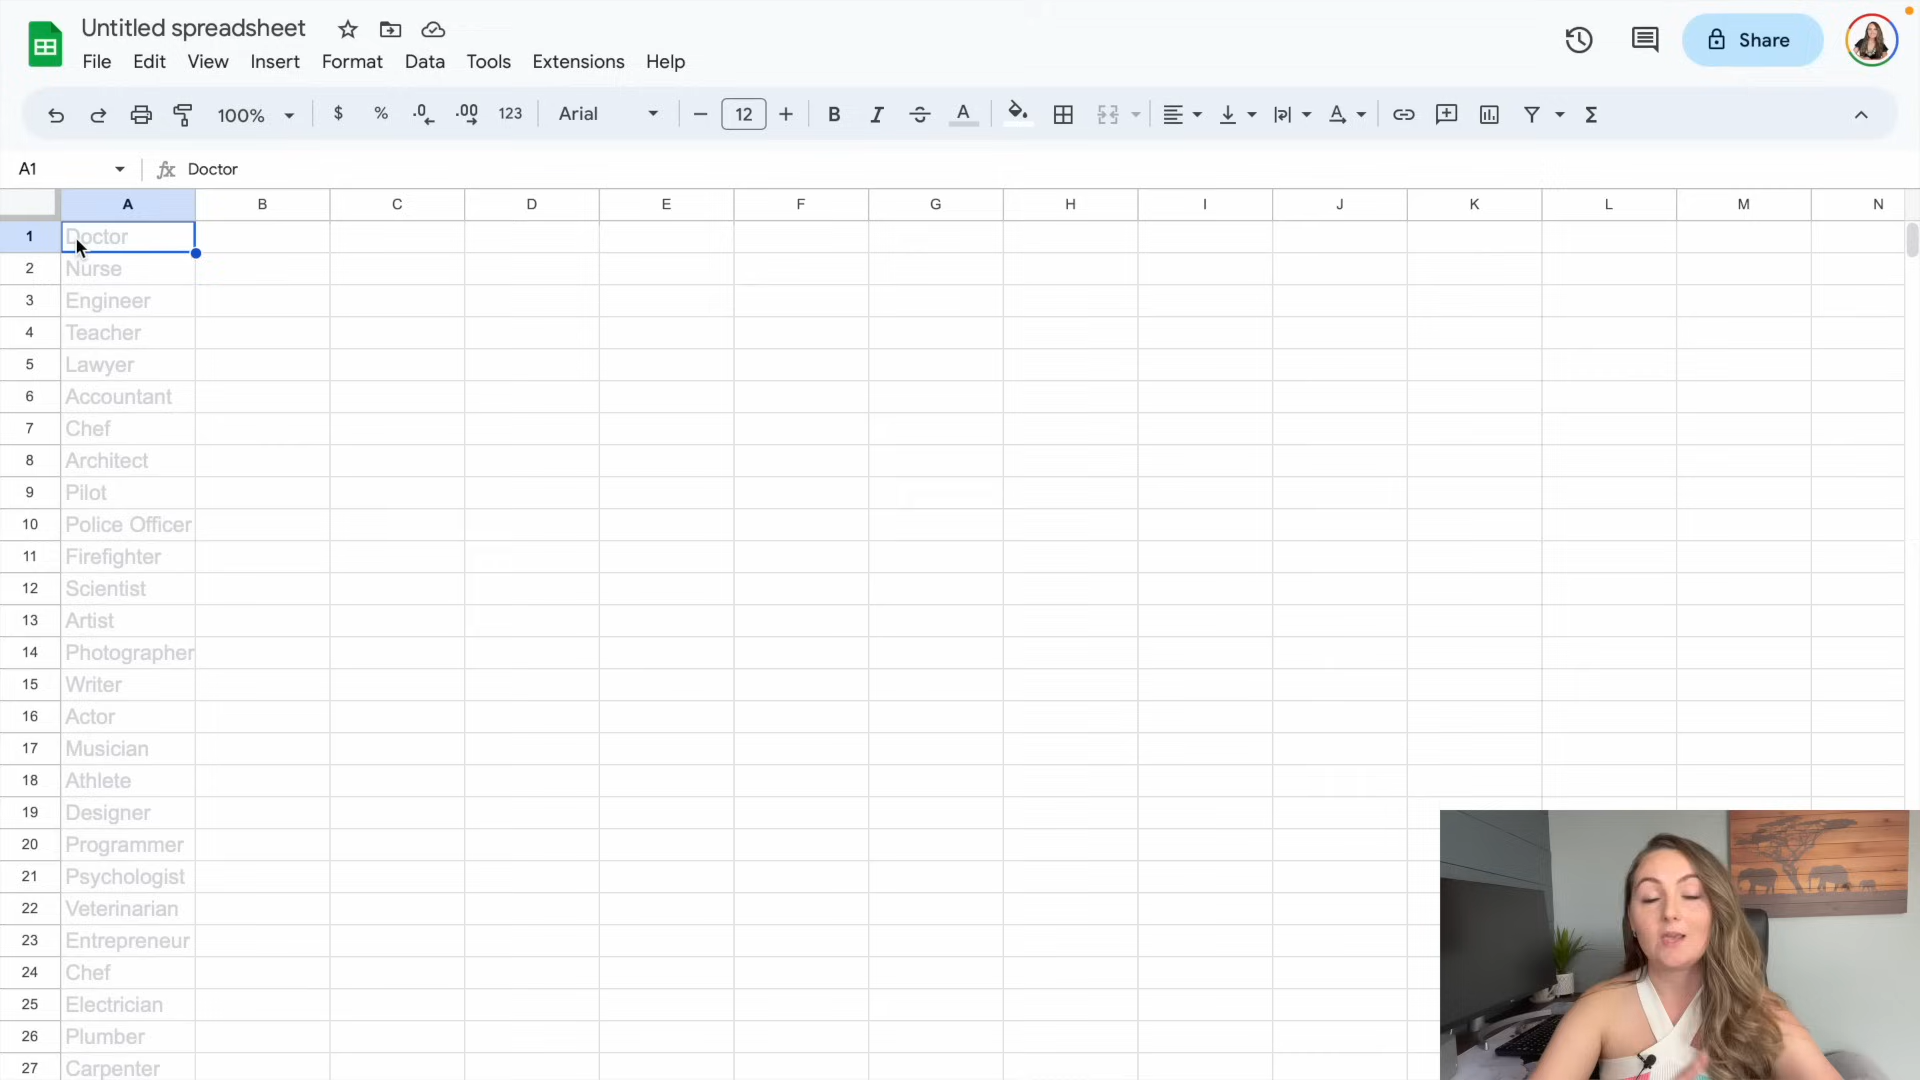 Untitled spreadsheet
File Edit View Insert Format Data Tools Extensions Help
Share
100% $ % .0 .00 123 Arial 12 B I S A Σ
A1 fx Doctor
A B C D E F G H I J K L M N
1 Doctor
2 Nurse
3 Engineer
4 Teacher
5 Lawyer
6 Accountant
7 Chef
8 Architect
9 Pilot
10 Police Officer
11 Firefighter
12 Scientist
13 Artist
14 Photographer
15 Writer
16 Actor
17 Musician
18 Athlete
19 Designer
20 Programmer
21 Psychologist
22 Veterinarian
23 Entrepreneur
24 Chef
25 Electrician
26 Plumber
27 Carpenter